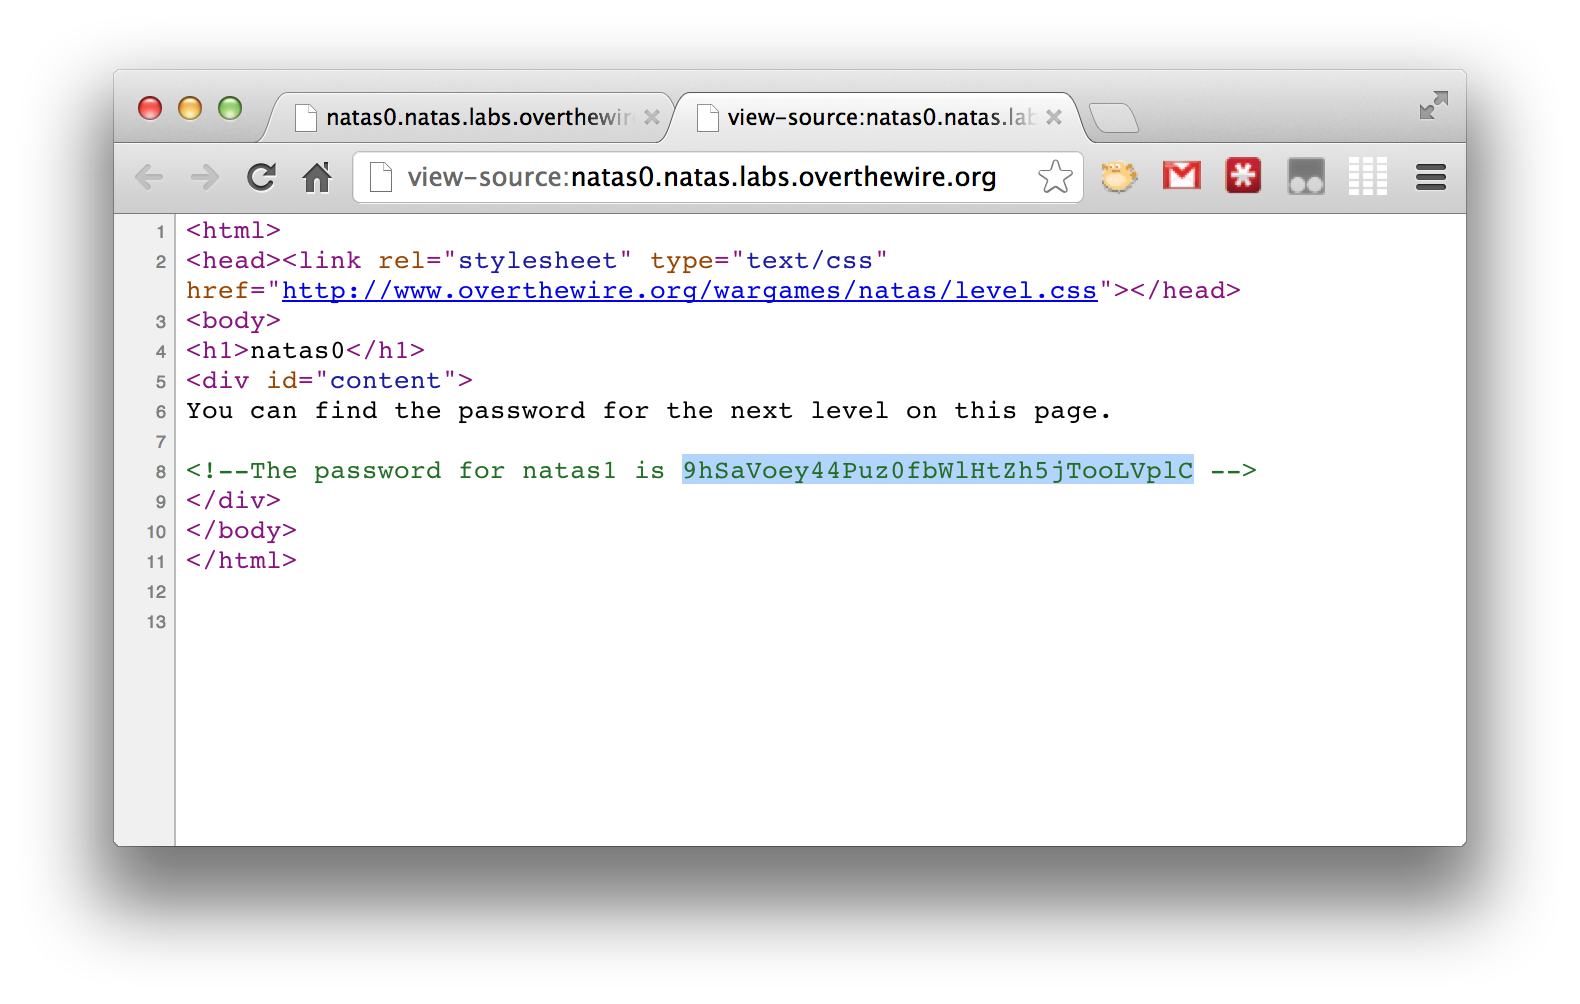 natas0.natas.labs.overthewir
view-source:natas0.natas.lab
view-source:natas0.natas.labs.overthewire.org
1 <html>
2 <head><link rel="stylesheet" type="text/css"
href="http://www.overthewire.org/wargames/natas/level.css"></head>
3 <body>
4 <h1>natas0</h1>
5 <div id="content">
6 You can find the password for the next level on this page.
7
8 <!--The password for natas1 is 9hSaVoey44Puz0fbWlHtZh5jTooLVplC -->
9 </div>
10 </body>
11 </html>
12
13